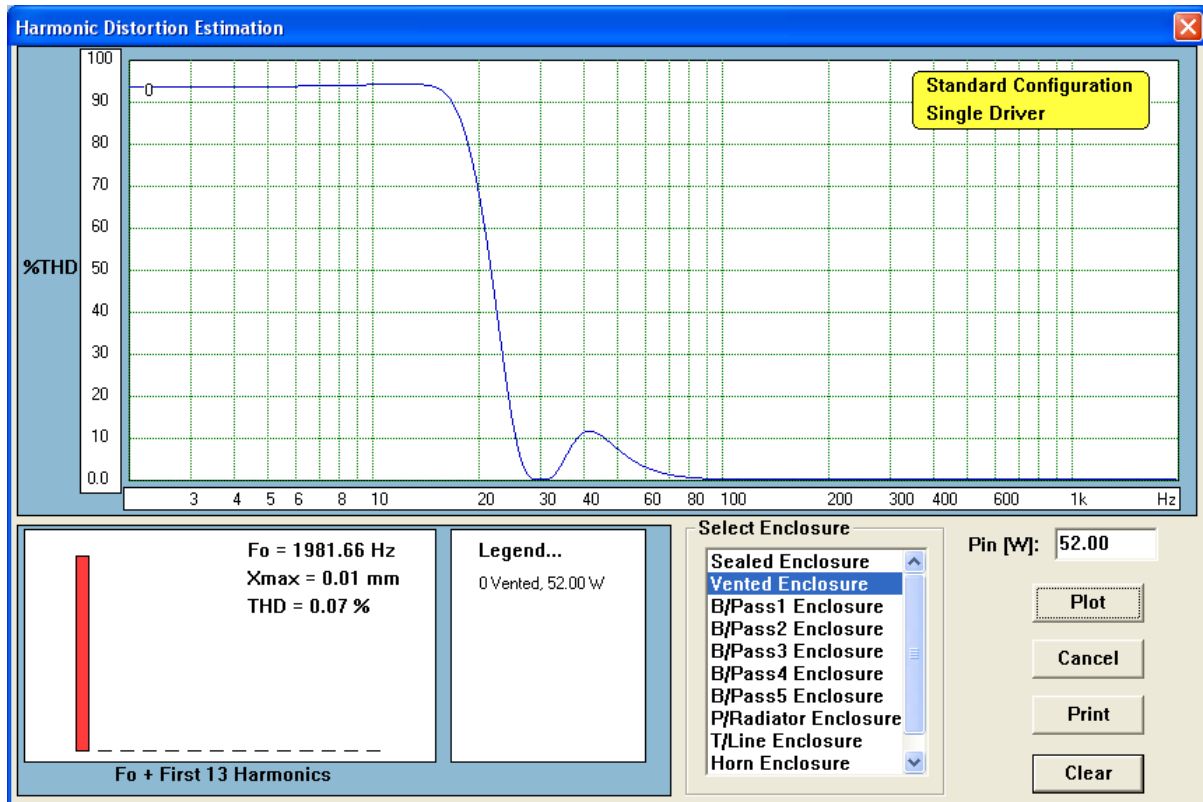 Harmonic Distortion Estimation
100
90
80
70
60
50
40
30
20
10
0.0
%THD
0
Standard Configuration
Single Driver
3 4 5 6 8 10 20 30 40 60 80 100 200 300 400 600 1k Hz
Fo = 1981.66 Hz
Xmax = 0.01 mm
THD = 0.07 %
Fo + First 13 Harmonics
Legend...
0 Vented, 52.00 W
Select Enclosure
Sealed Enclosure
Vented Enclosure
B/Pass1 Enclosure
B/Pass2 Enclosure
B/Pass3 Enclosure
B/Pass4 Enclosure
B/Pass5 Enclosure
P/Radiator Enclosure
T/Line Enclosure
Horn Enclosure
Pin [W]: 52.00
Plot
Cancel
Print
Clear